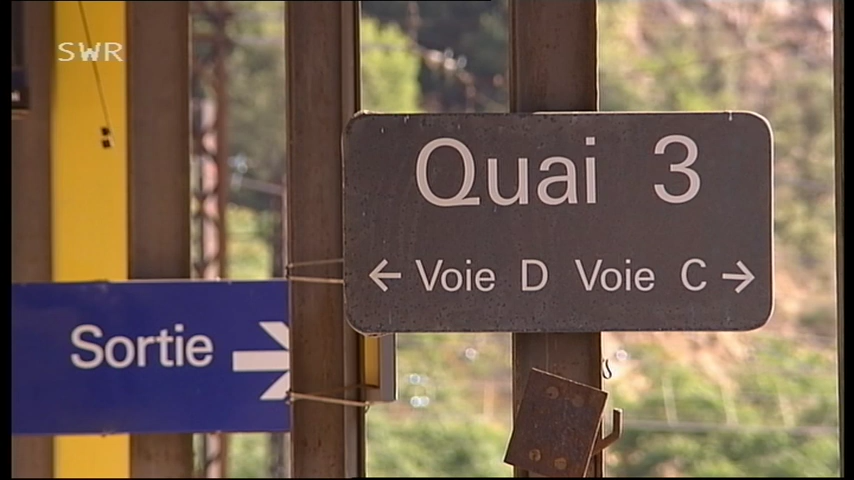 SWR
Quai 3
← Voie D Voie C →
Sortie →